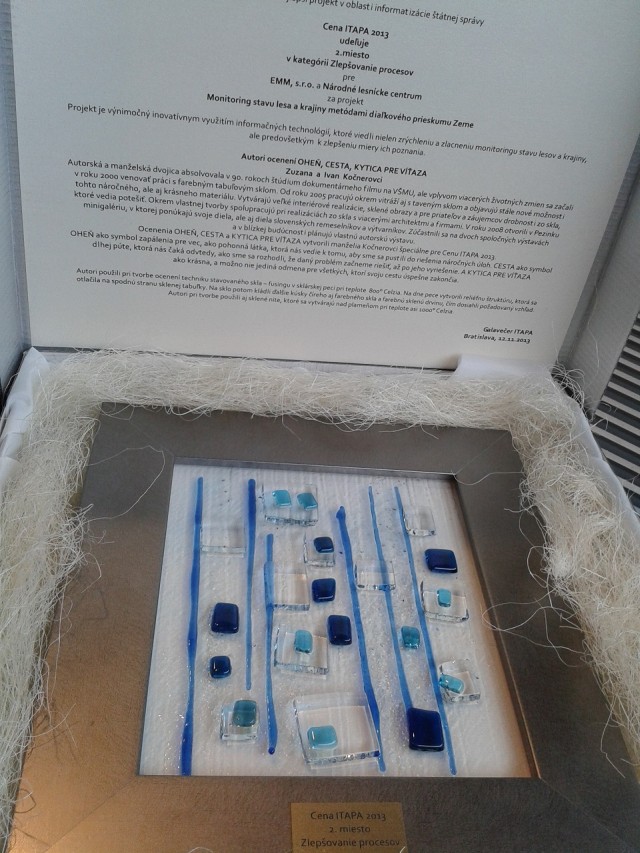 projekt v oblasti informatizácie štátnej správy
Cena ITAPA 2013
udeľuje
2.miesto
v kategórii Zlepšovanie procesov
pre
EMM, s.r.o. a Národné lesnícke centrum
za projekt
Monitoring stavu lesa a krajiny metódami diaľkového prieskumu Zeme
Projekt je výnimočný inovatívnym využitím informačných technológií, ktoré viedli nielen zrýchleniu a zlacneniu monitoringu stavu lesov a krajiny,
ale predovšetkým k zlepšeniu miery ich poznania.
Autori ocenení OHEŇ, CESTA, KYTICA PRE VÍŤAZA
Zuzana a Ivan Kočnerovci
Autorská a manželská dvojica absolvovala v 90. rokoch štúdium dokumentárneho filmu na VŠMU, ale vplyvom viacerých životných zmien sa začali
v roku 2000 venovať práci s farebným tabuľovým sklom. Od roku 2005 pracujú okrem vitráží aj s taveným sklom a objavujú stále nové možnosti
tohto náročného, ale aj krásneho materiálu. Vytvárajú veľké interiérové realizácie, sklené obrazy a pre priateľov a záujemcov drobnosti zo skla,
ktoré vedia potešiť. Okrem vlastnej tvorby spolupracujú pri realizáciách zo skla s viacerými architektmi a firmami. V roku 2008 otvorili v Pezinku
minigalériu, v ktorej ponúkajú svoje diela, ale aj diela slovenských remeselníkov a výtvarníkov. Zúčastnili sa na dvoch spoločných výstavách
a v blízkej budúcnosti plánujú vlastnú autorskú výstavu.
Ocenenia OHEŇ, CESTA a KYTICA PRE VÍŤAZA vytvorili manželia Kočnerovci špeciálne pre Cenu ITAPA 2013.
OHEŇ ako symbol zapálenia pre vec, ako pohonná látka, ktorá nás vedie k tomu, aby sme sa pustili do riešenia náročných úloh. CESTA ako symbol
dlhej púte, ktorá nás čaká odvtedy, ako sme sa rozhodli, že daný problém začneme riešiť, až po jeho vyriešenie. A KYTICA PRE VÍŤAZA
ako krásna, a možno nie jediná odmena pre všetkých, ktorí svoju cestu úspešne zakončia.
Autori použili pri tvorbe ocenení techniku stavovaného skla – fusingu v sklárskej peci pri teplote 800° Celzia. Na dne pece vytvorili reliéfnu štruktúru, ktorá sa
otlačila na spodnú stranu sklenej tabuľky. Na sklo potom kládli ďalšie kúsky číreho aj farebného skla a farebnú sklenú drvinu, čím dosiahli požadovaný vzhľad.
Autori pri tvorbe použili aj sklené nite, ktoré sa vytvárajú nad plameňom pri teplote asi 1000° Celzia
Galavečer ITAPA
Bratislava, 12.11.2013
Cena ITAPA 2013
2. miesto
Zlepšovanie procesov